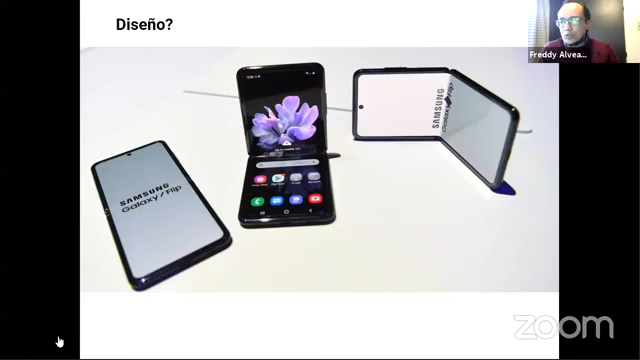 Diseño?
Freddy Alvea...
SAMSUNG
Galaxy Z Flip
SAMSUNG
Galaxy Z Flip
zoom